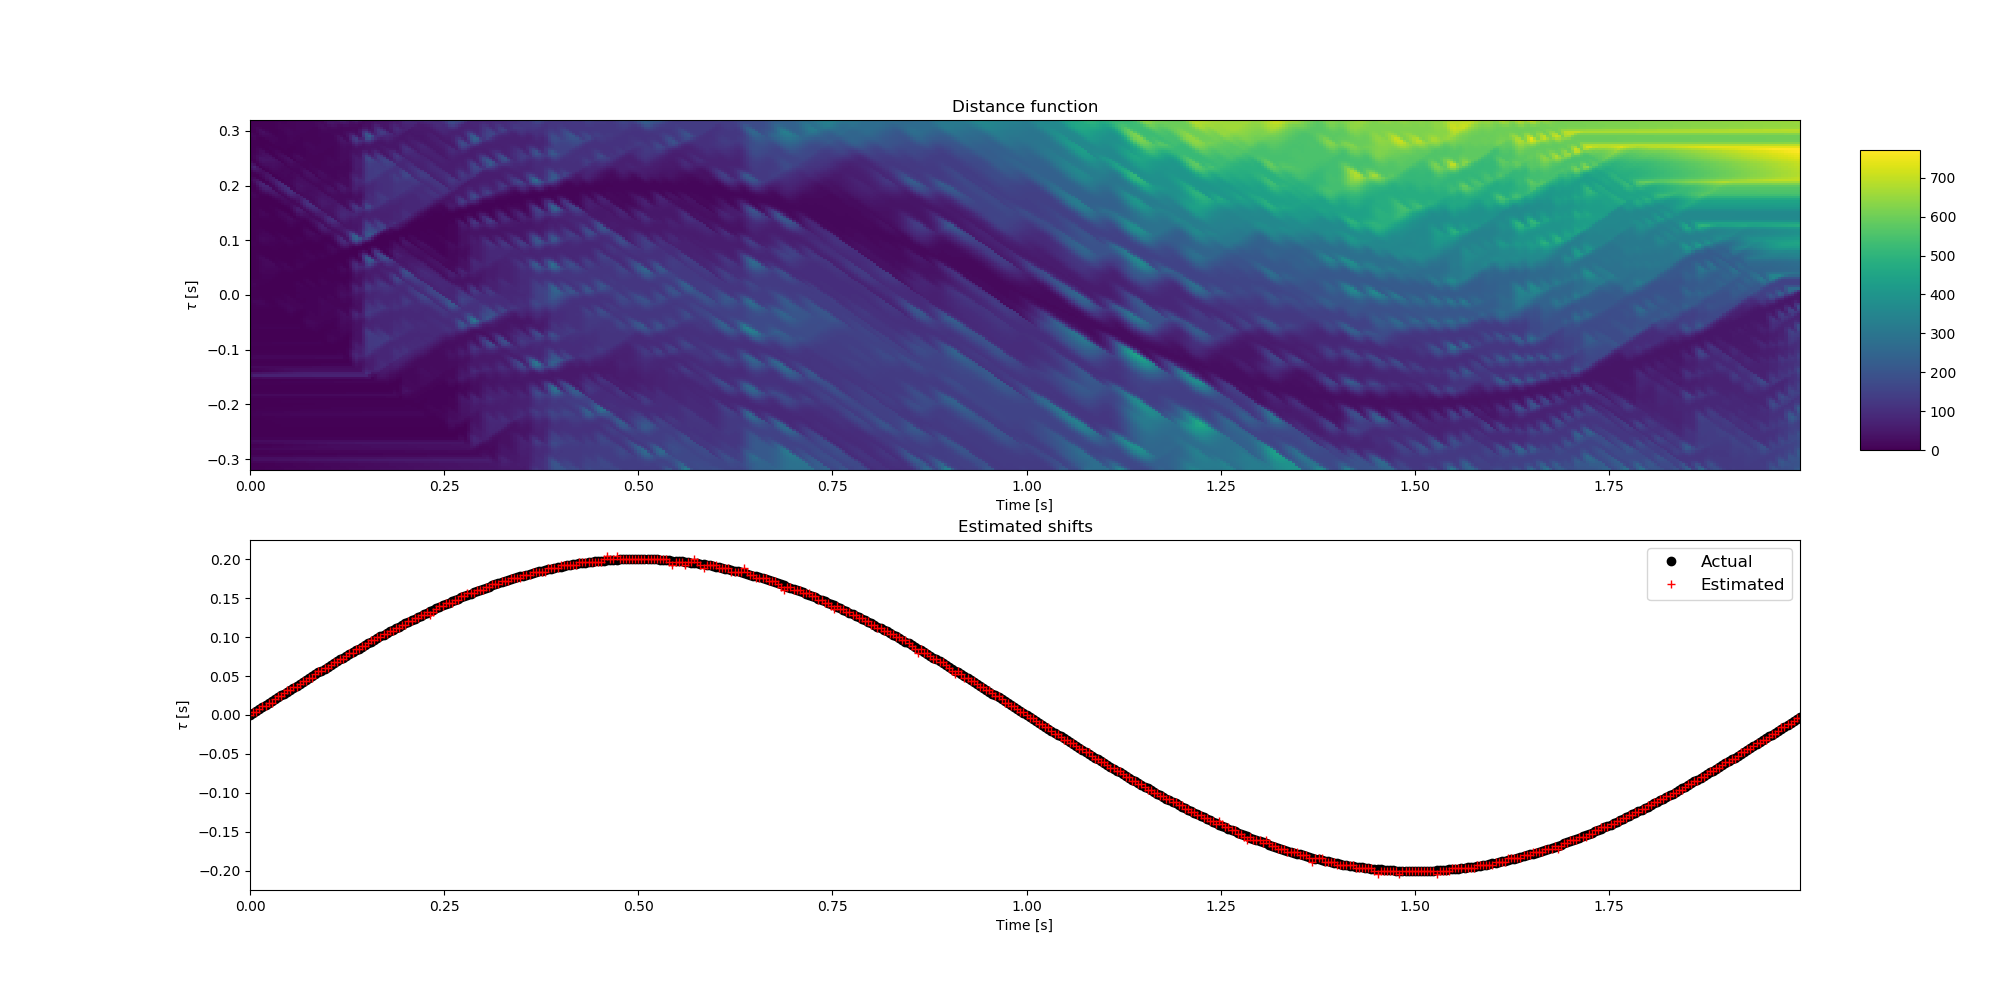 Distance function
0.3
0.2
0.1
0.0
−0.1
−0.2
−0.3
τ [s]
0.00 0.25 0.50 0.75 1.00 1.25 1.50 1.75
Time [s]
700
600
500
400
300
200
100
0
Estimated shifts
0.20
0.15
0.10
0.05
0.00
−0.05
−0.10
−0.15
−0.20
τ [s]
Actual
Estimated
0.00 0.25 0.50 0.75 1.00 1.25 1.50 1.75
Time [s]